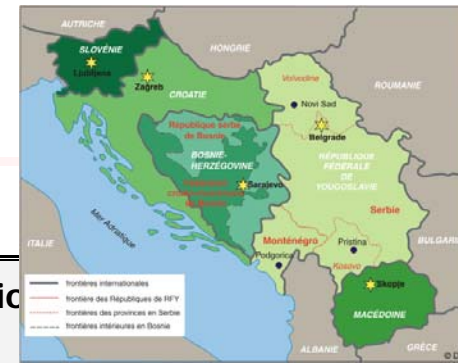 AUTRICHE
HONGRIE
SLOVÉNIE
Ljubljana
Zagreb
CROATIE
Voïvodine
ROUMANIE
Novi Sad
Belgrade
République serbe
de Bosnie
BOSNIE-
HERZÉGOVINE
Sarajevo
RÉPUBLIQUE
FÉDÉRALE
DE
YOUGOSLAVIE
Serbie
Mer Adriatique
ITALIE
Monténégro
Podgorica
Pristina
Kosovo
BULGARI
Skopje
MACÉDOINE
ALBANIE
GRÈCE
frontières internationales
frontière des Républiques de RFY
frontières des provinces en Serbie
frontières intérieures en Bosnie
ic
© D